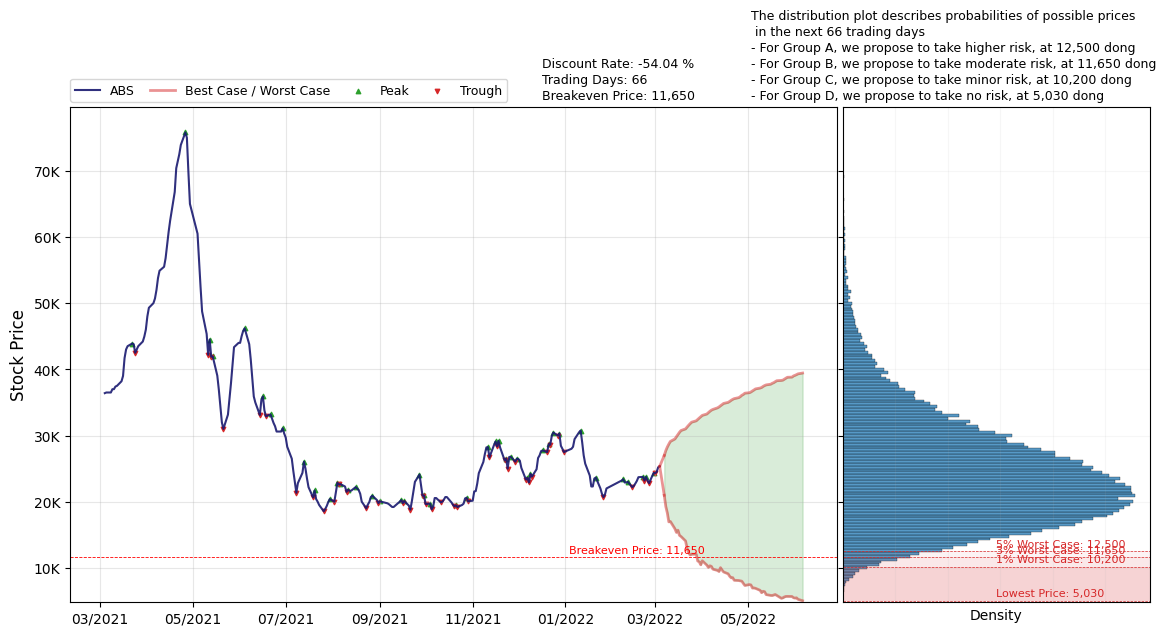 The distribution plot describes probabilities of possible prices
in the next 66 trading days
- For Group A, we propose to take higher risk, at 12,500 dong
- For Group B, we propose to take moderate risk, at 11,650 dong
- For Group C, we propose to take minor risk, at 10,200 dong
- For Group D, we propose to take no risk, at 5,030 dong
Discount Rate: -54.04 %
Trading Days: 66
Breakeven Price: 11,650
ABS
Best Case / Worst Case
Peak
Trough
Stock Price
70K
60K
50K
40K
30K
20K
10K
Breakeven Price: 11,650
03/2021
05/2021
07/2021
09/2021
11/2021
01/2022
03/2022
05/2022
5% Worst Case: 12,500
3% Worst Case: 11,650
1% Worst Case: 10,200
Lowest Price: 5,030
Density